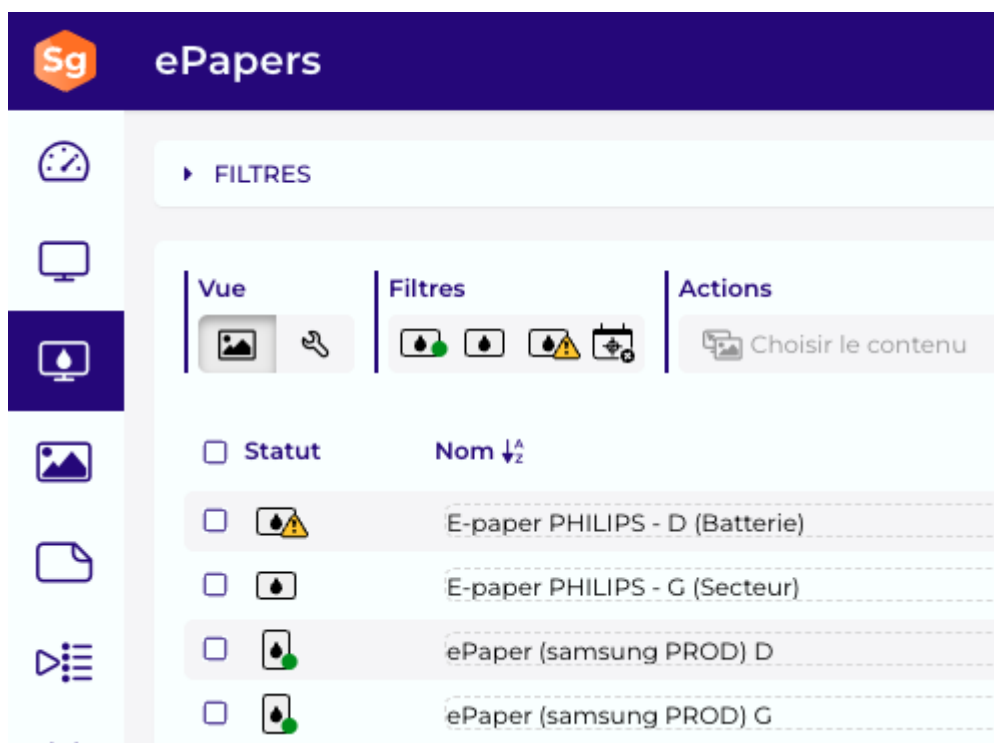 Sg ePapers
FILTRES
Vue Filtres Actions
Choisir le contenu
Statut Nom AZ
E-paper PHILIPS - D (Batterie)
E-paper PHILIPS - G (Secteur)
ePaper (samsung PROD) D
ePaper (samsung PROD) G